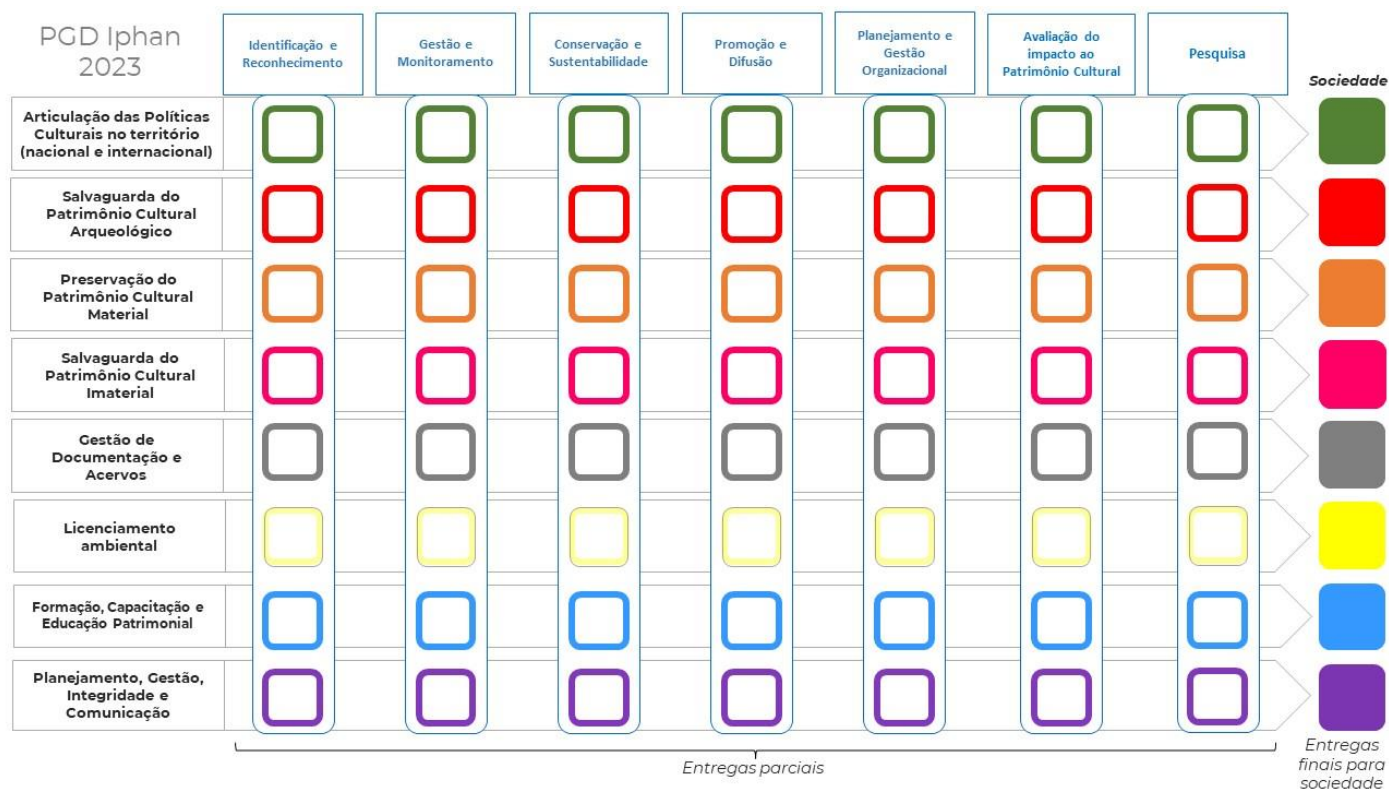 PGD Iphan
2023
Identificação e
Reconhecimento
Gestão e
Monitoramento
Conservação e
Sustentabilidade
Promoção e
Difusão
Planejamento e
Gestão
Organizacional
Avaliação do
impacto ao
Patrimônio Cultural
Pesquisa
Sociedade
Articulação das Políticas
Culturais no território
(nacional e internacional)
Salvaguarda do
Patrimônio Cultural
Arqueológico
Preservação do
Patrimônio Cultural
Material
Salvaguarda do
Patrimônio Cultural
Imaterial
Gestão de
Documentação e
Acervos
Licenciamento
ambiental
Formação, Capacitação e
Educação Patrimonial
Planejamento, Gestão,
Integridade e
Comunicação
Entregas parciais
Entregas
finais para
sociedade